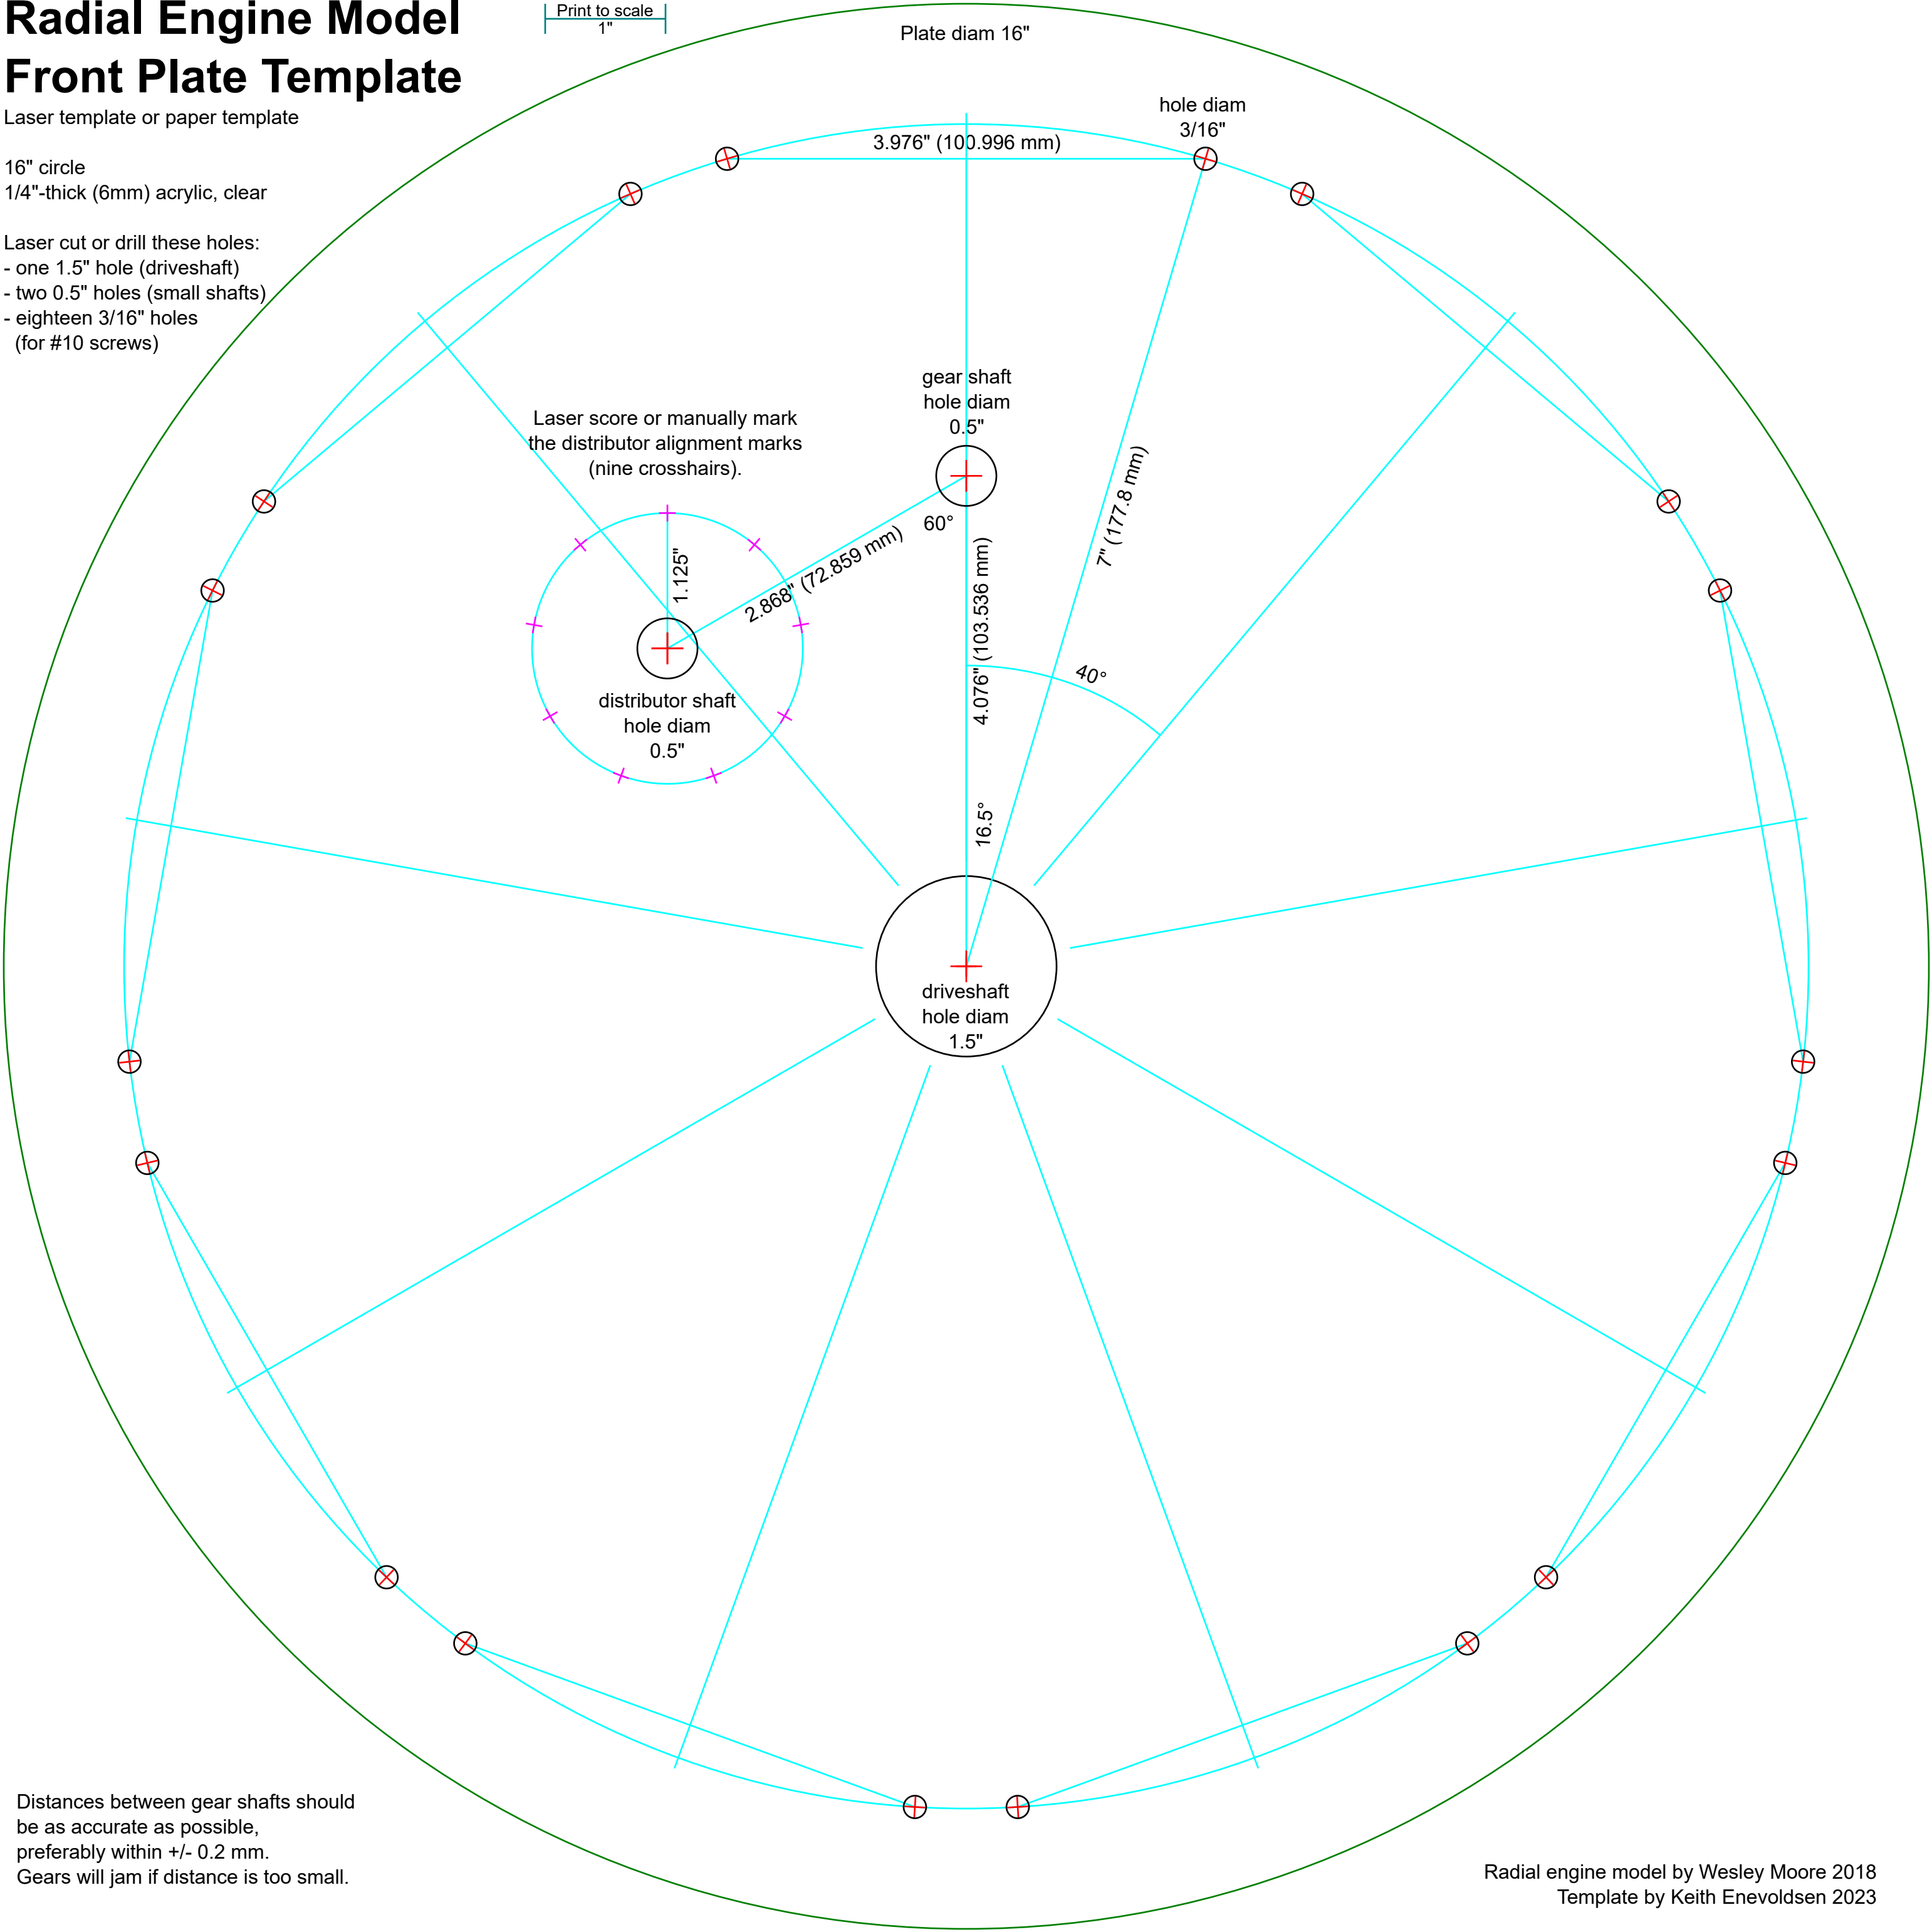 Radial Engine Model
Front Plate Template
Laser template or paper template
16" circle
1/4"-thick (6mm) acrylic, clear
Laser cut or drill these holes:
- one 1.5" hole (driveshaft)
- two 0.5" holes (small shafts)
- eighteen 3/16" holes
(for #10 screws)
Print to scale
1"
Plate diam 16"
hole diam
3/16"
3.976" (100.996 mm)
gear shaft
hole diam
0.5"
Laser score or manually mark
the distributor alignment marks
(nine crosshairs).
60°
1.125"
2.868" (72.859 mm)
4.076" (103.536 mm)
7" (177.8 mm)
40°
16.5°
distributor shaft
hole diam
0.5"
driveshaft
hole diam
1.5"
Distances between gear shafts should
be as accurate as possible,
preferably within +/- 0.2 mm.
Gears will jam if distance is too small.
Radial engine model by Wesley Moore 2018
Template by Keith Enevoldsen 2023